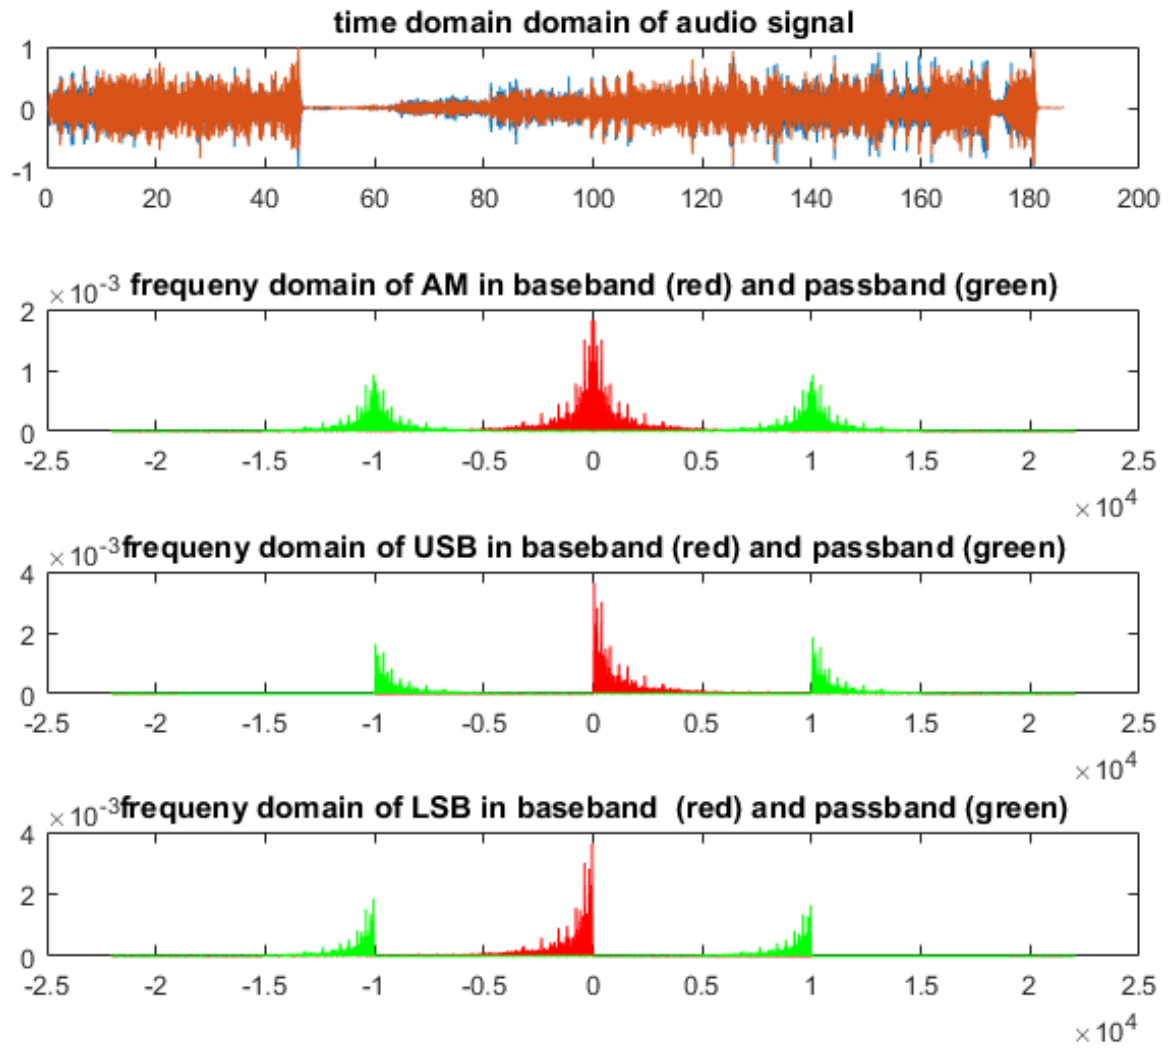 time domain domain of audio signal
1
0
-1
0 20 40 60 80 100 120 140 160 180 200
×10-3 frequeny domain of AM in baseband (red) and passband (green)
2
1
0
-2.5 -2 -1.5 -1 -0.5 0 0.5 1 1.5 2 2.5
×104
×10-3 frequeny domain of USB in baseband (red) and passband (green)
4
2
0
-2.5 -2 -1.5 -1 -0.5 0 0.5 1 1.5 2 2.5
×104
×10-3 frequeny domain of LSB in baseband (red) and passband (green)
4
2
0
-2.5 -2 -1.5 -1 -0.5 0 0.5 1 1.5 2 2.5
×104